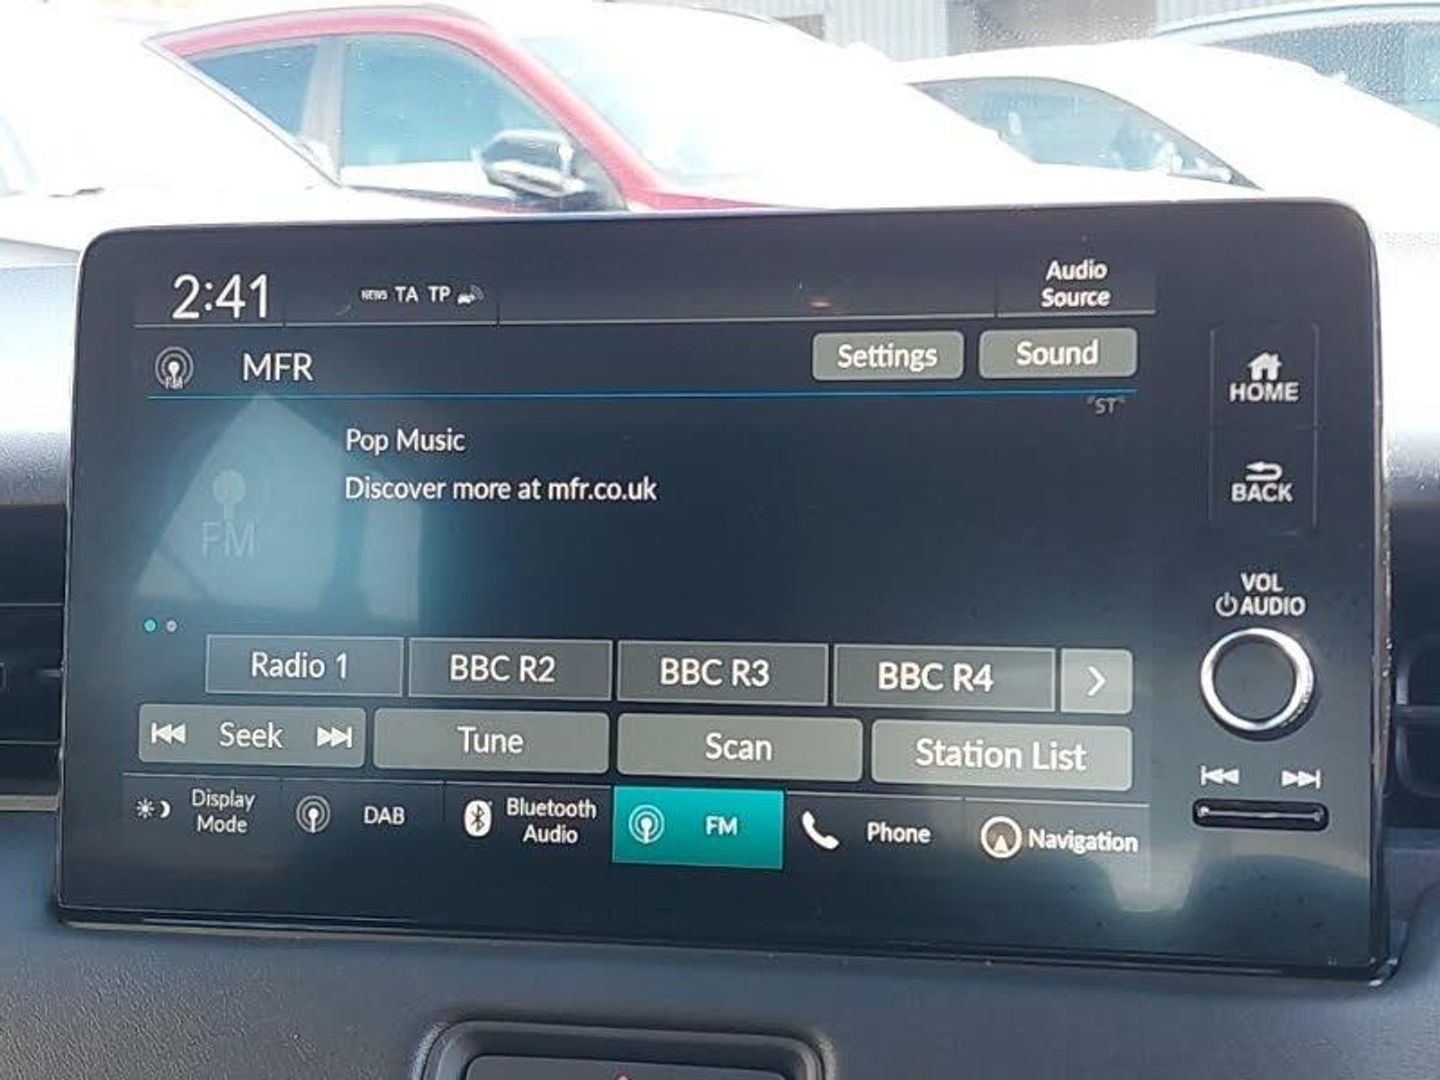 2:41
NEWS TA TP
Audio
Source
FM
MFR
Settings
Sound
"ST"
Pop Music
Discover more at mfr.co.uk
FM
HOME
BACK
VOL
AUDIO
Radio 1
BBC R2
BBC R3
BBC R4
Seek
Tune
Scan
Station List
Display
Mode
DAB
Bluetooth
Audio
FM
Phone
Navigation